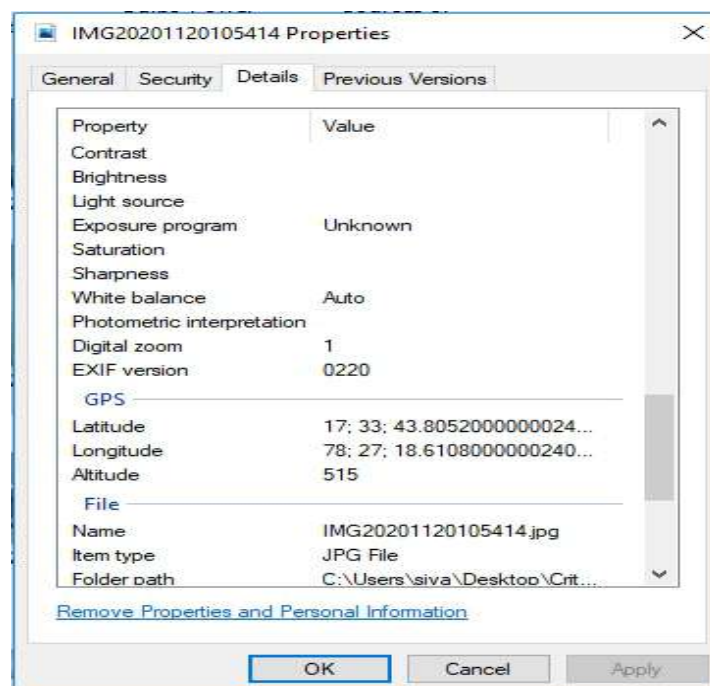 IMG20201120105414 Properties
General Security Details Previous Versions
Property Value
Contrast
Brightness
Light source
Exposure program Unknown
Saturation
Sharpness
White balance Auto
Photometric interpretation
Digital zoom 1
EXIF version 0220
GPS
Latitude 17; 33; 43.8052000000024...
Longitude 78; 27; 18.6108000000240...
Altitude 515
File
Name IMG20201120105414.jpg
Item type JPG File
Folder path C:\Users\siva\Desktop\Crit...
Remove Properties and Personal Information
OK Cancel Apply